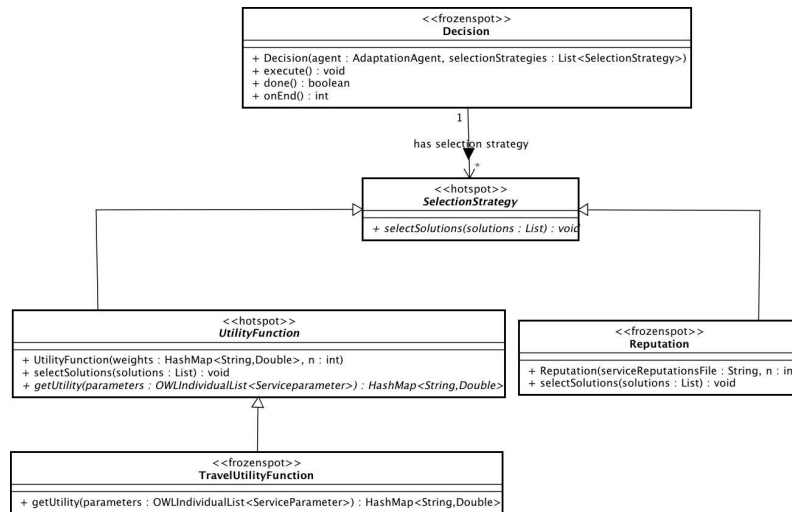 <<frozenspot>>
Decision
+ Decision(agent : AdaptationAgent, selectionStrategies : List<SelectionStrategy>)
+ execute() : void
+ done() : boolean
+ onEnd() : int
1
has selection strategy
*
<<hotspot>>
SelectionStrategy
+ selectSolutions(solutions : List) : void
<<hotspot>>
UtilityFunction
+ UtilityFunction(weights : HashMap<String,Double>, n : int)
+ selectSolutions(solutions : List) : void
+ getUtility(parameters : OWLIndividualList<Serviceparameter>) : HashMap<String,Double>
<<frozenspot>>
Reputation
+ Reputation(serviceReputationsFile : String, n : in
+ selectSolutions(solutions : List) : void
<<frozenspot>>
TravelUtilityFunction
+ getUtility(parameters : OWLIndividualList<ServiceParameter>) : HashMap<String,Double>